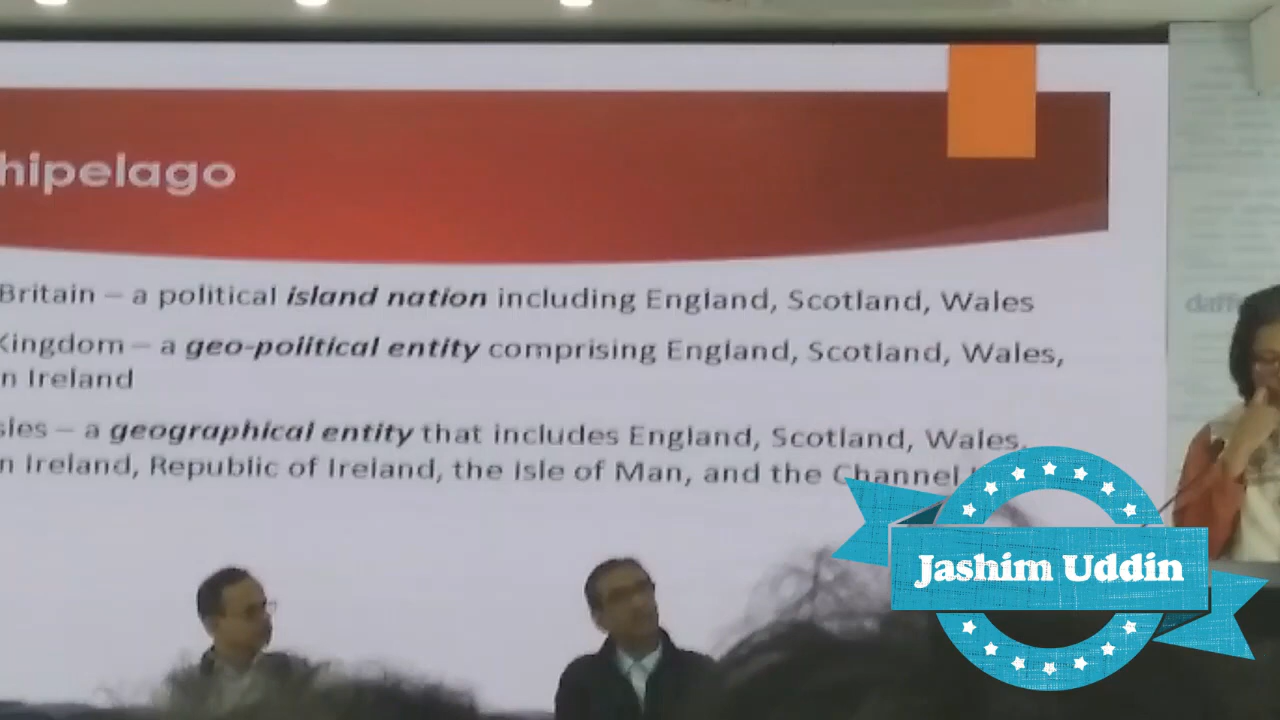 hipelago
Britain – a political island nation including England, Scotland, Wales
Kingdom – a geo-political entity comprising England, Scotland, Wales,
n Ireland
sles – a geographical entity that includes England, Scotland, Wales,
n Ireland, Republic of Ireland, the Isle of Man, and the Channel
Jashim Uddin